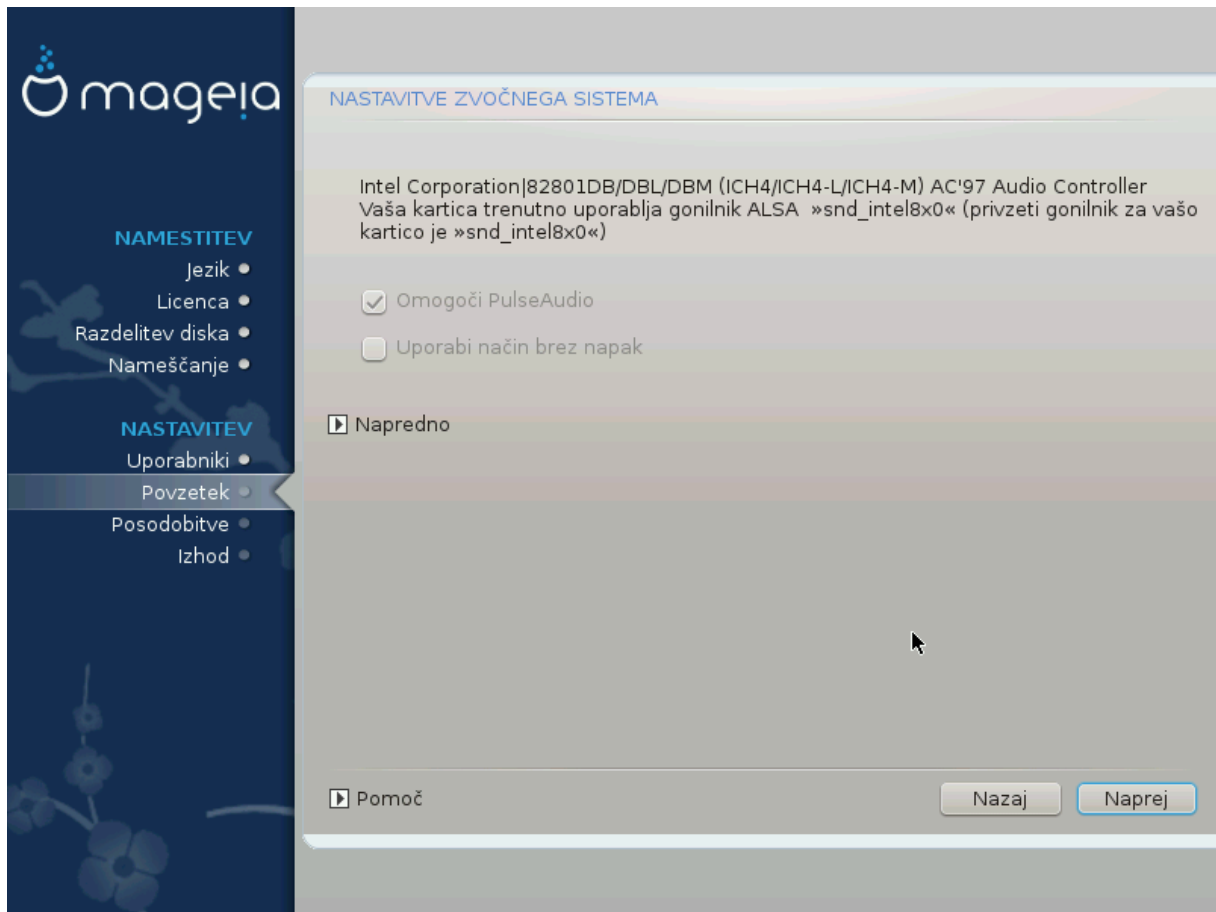 mageia
NAMESTITEV
Jezik
Licenca
Razdelitev diska
Nameščanje
NASTAVITEV
Uporabniki
Povzetek
Posodobitve
Izhod
NASTAVITVE ZVOČNEGA SISTEMA
Intel Corporation|82801DB/DBL/DBM (ICH4/ICH4-L/ICH4-M) AC'97 Audio Controller
Vaša kartica trenutno uporablja gonilnik ALSA »snd_intel8x0« (privzeti gonilnik za vašo
kartico je »snd_intel8x0«)
Omogoči PulseAudio
Uporabi način brez napak
Napredno
Pomoč
Nazaj
Naprej